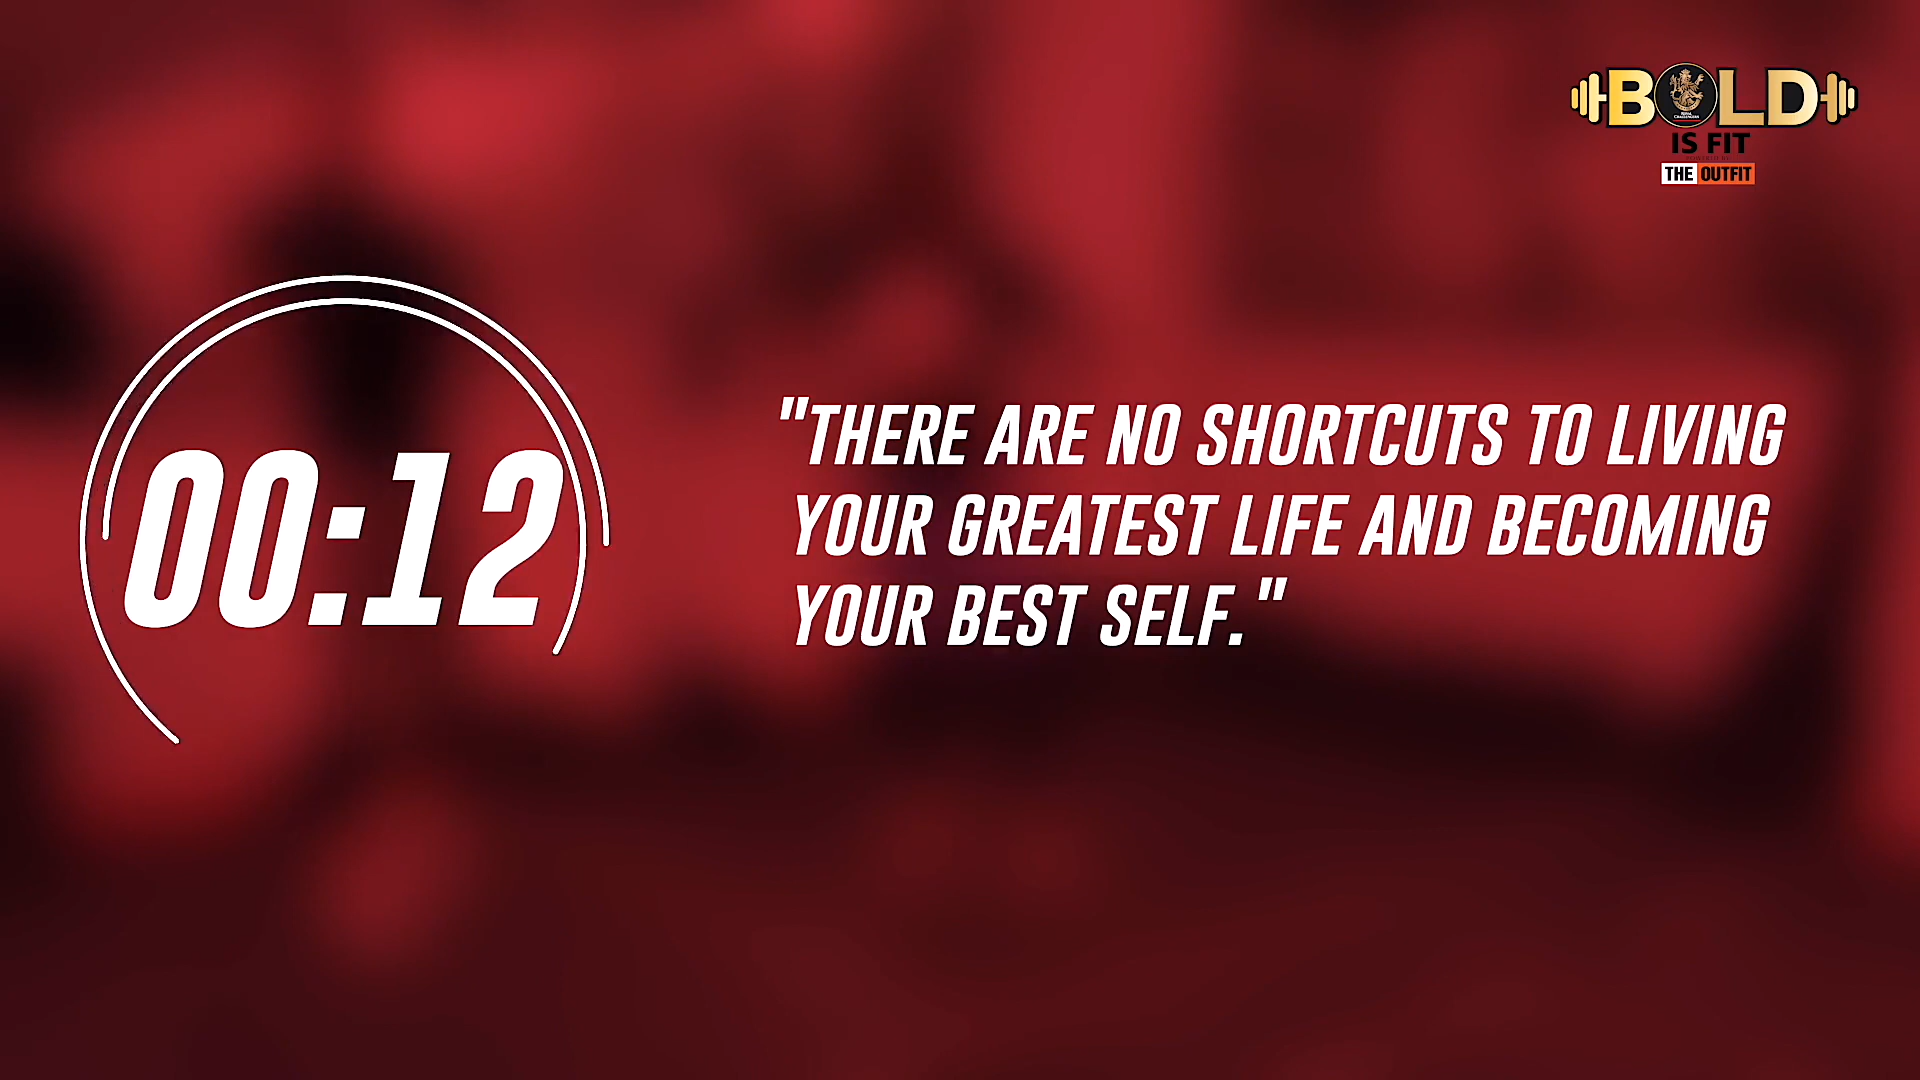 BOLD
IS FIT
THE OUTFIT
00:12
"THERE ARE NO SHORTCUTS TO LIVING
YOUR GREATEST LIFE AND BECOMING
YOUR BEST SELF."